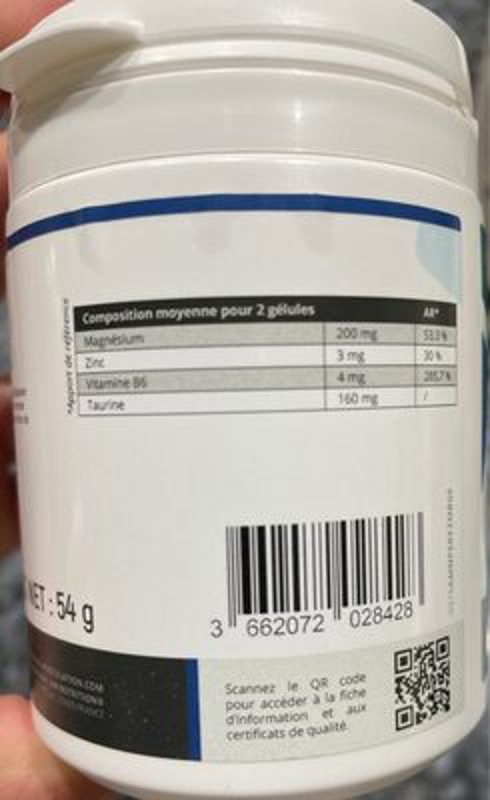 Composition moyenne pour 2 gélules AR*
Magnésium 200 mg 53,3 %
Zinc 3 mg 30 %
Vitamine B6 4 mg 285,7 %
Taurine 160 mg /
*Apport de référence
NET : 54 g
3 662072 028428
Scannez le QR code
pour accéder à la fiche
d'information et aux
certificats de qualité.